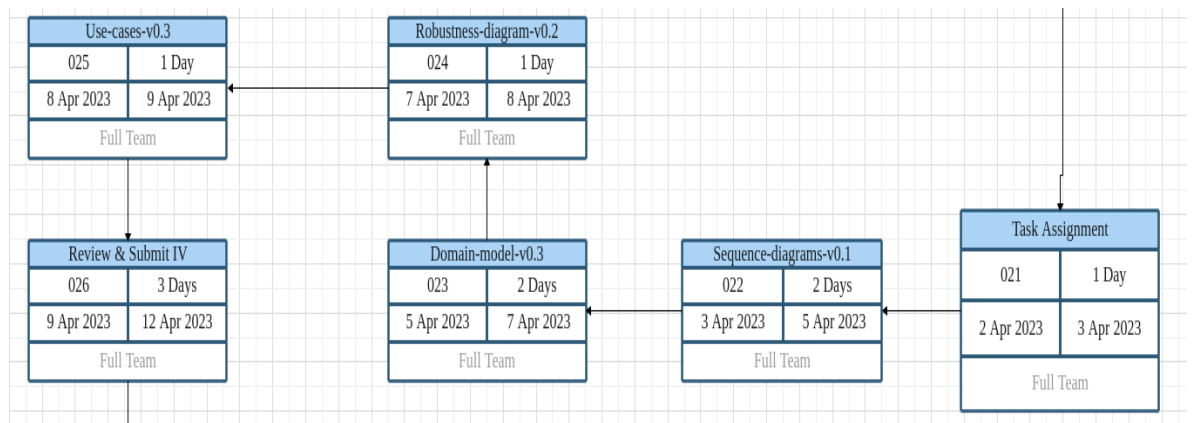 Use-cases-v0.3
025 1 Day
8 Apr 2023 9 Apr 2023
Full Team
Robustness-diagram-v0.2
024 1 Day
7 Apr 2023 8 Apr 2023
Full Team
Review & Submit IV
026 3 Days
9 Apr 2023 12 Apr 2023
Full Team
Domain-model-v0.3
023 2 Days
5 Apr 2023 7 Apr 2023
Full Team
Sequence-diagrams-v0.1
022 2 Days
3 Apr 2023 5 Apr 2023
Full Team
Task Assignment
021 1 Day
2 Apr 2023 3 Apr 2023
Full Team